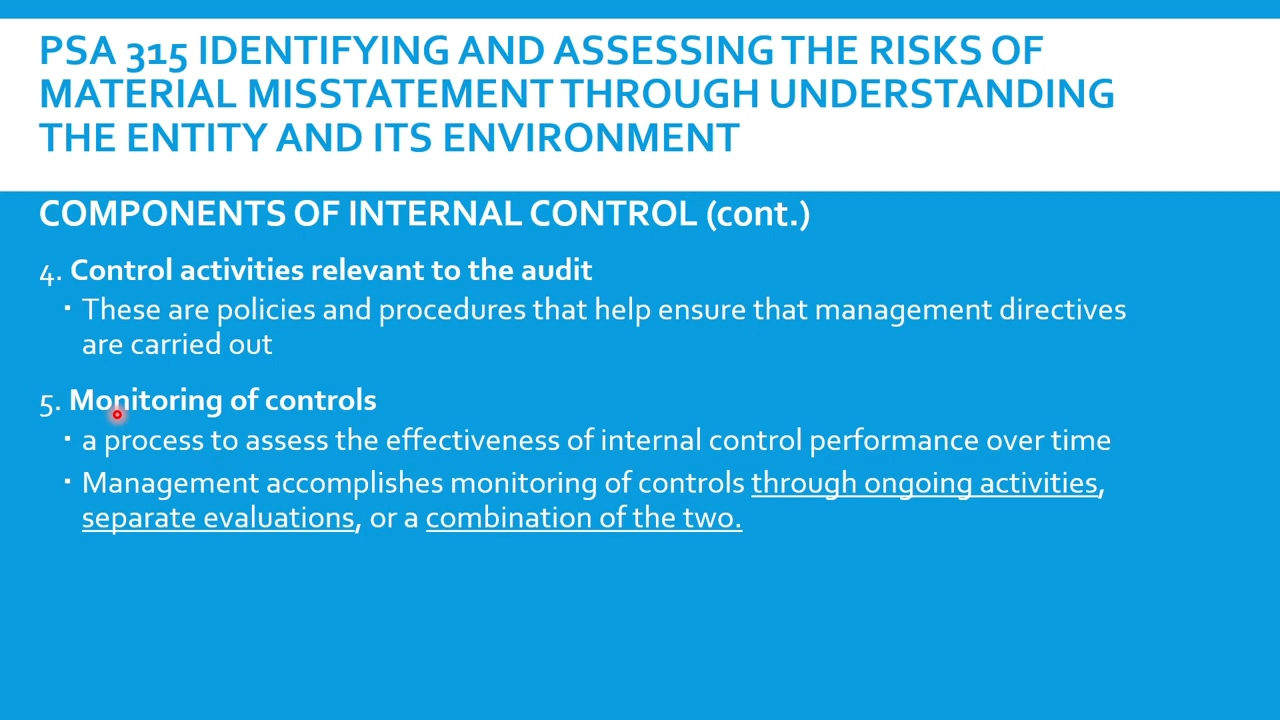 PSA 315 IDENTIFYING AND ASSESSING THE RISKS OF
MATERIAL MISSTATEMENT THROUGH UNDERSTANDING
THE ENTITY AND ITS ENVIRONMENT
COMPONENTS OF INTERNAL CONTROL (cont.)
4. Control activities relevant to the audit
▪ These are policies and procedures that help ensure that management directives
are carried out
5. Monitoring of controls
▪ a process to assess the effectiveness of internal control performance over time
▪ Management accomplishes monitoring of controls through ongoing activities,
separate evaluations, or a combination of the two.